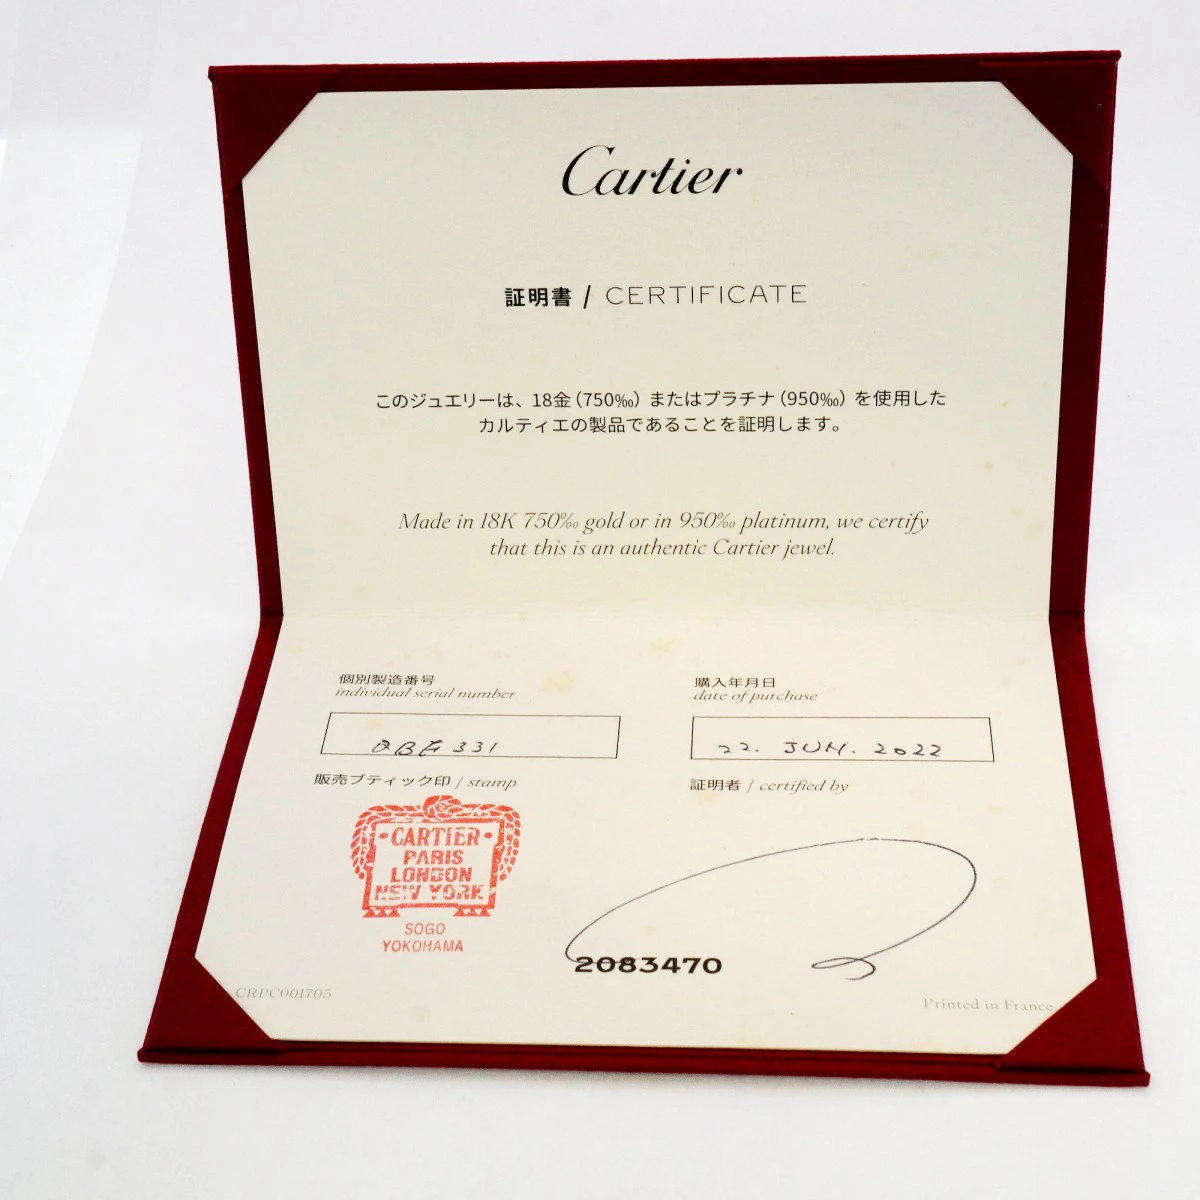 Cartier
証明書 / CERTIFICATE
このジュエリーは、18金（750‰）またはプラチナ（950‰）を使用した
カルティエの製品であることを証明します。
Made in 18K 750‰ gold or in 950‰ platinum, we certify
that this is an authentic Cartier jewel.
個別製造番号
individual serial number
購入年月日
date of purchase
22. JUN. 2022
販売ブティック印 / stamp
証明者 / certified by
CARTIER
PARIS
LONDON
NEW YORK
SOGO
YOKOHAMA
2083470
CRPC001705
Printed in France